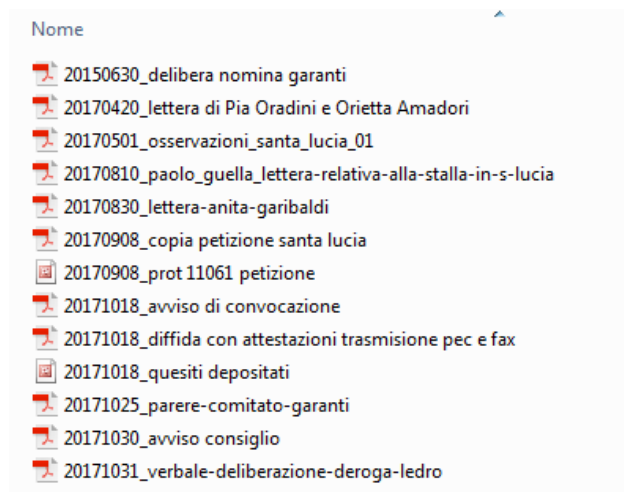 Nome
20150630_delibera nomina garanti
20170420_lettera di Pia Oradini e Orietta Amadori
20170501_osservazioni_santa_lucia_01
20170810_paolo_guella_lettera-relativa-alla-stalla-in-s-lucia
20170830_lettera-anita-garibaldi
20170908_copia petizione santa lucia
20170908_prot 11061 petizione
20171018_avviso di convocazione
20171018_diffida con attestazioni trasmisione pec e fax
20171018_quesiti depositati
20171025_parere-comitato-garanti
20171030_avviso consiglio
20171031_verbale-deliberazione-deroga-ledro